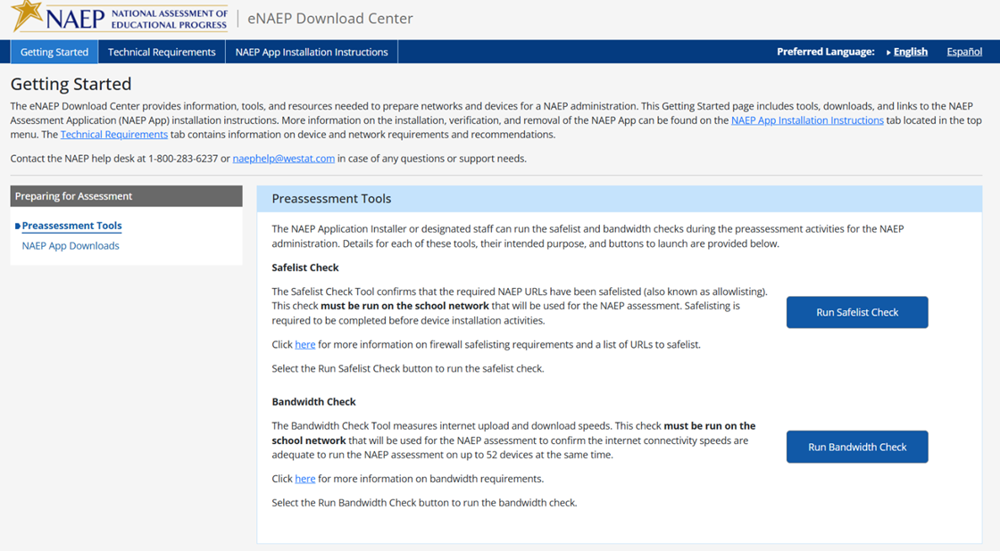 NAEP NATIONAL ASSESSMENT OF
EDUCATIONAL PROGRESS
eNAEP Download Center
Getting Started Technical Requirements NAEP App Installation Instructions Preferred Language: English Español
Getting Started
The eNAEP Download Center provides information, tools, and resources needed to prepare networks and devices for a NAEP administration. This Getting Started page includes tools, downloads, and links to the NAEP
Assessment Application (NAEP App) installation instructions. More information on the installation, verification, and removal of the NAEP App can be found on the NAEP App Installation Instructions tab located in the top
menu. The Technical Requirements tab contains information on device and network requirements and recommendations.
Contact the NAEP help desk at 1-800-283-6237 or naephelp@westat.com in case of any questions or support needs.
Preparing for Assessment
Preassessment Tools
NAEP App Downloads
Preassessment Tools
The NAEP Application Installer or designated staff can run the safelist and bandwidth checks during the preassessment activities for the NAEP
administration. Details for each of these tools, their intended purpose, and buttons to launch are provided below.
Safelist Check
The Safelist Check Tool confirms that the required NAEP URLs have been safelisted (also known as allowlisting).
This check must be run on the school network that will be used for the NAEP assessment. Safelisting is
required to be completed before device installation activities.
Run Safelist Check
Click here for more information on firewall safelisting requirements and a list of URLs to safelist.
Select the Run Safelist Check button to run the safelist check.
Bandwidth Check
The Bandwidth Check Tool measures internet upload and download speeds. This check must be run on the
school network that will be used for the NAEP assessment to confirm the internet connectivity speeds are
adequate to run the NAEP assessment on up to 52 devices at the same time.
Run Bandwidth Check
Click here for more information on bandwidth requirements.
Select the Run Bandwidth Check button to run the bandwidth check.